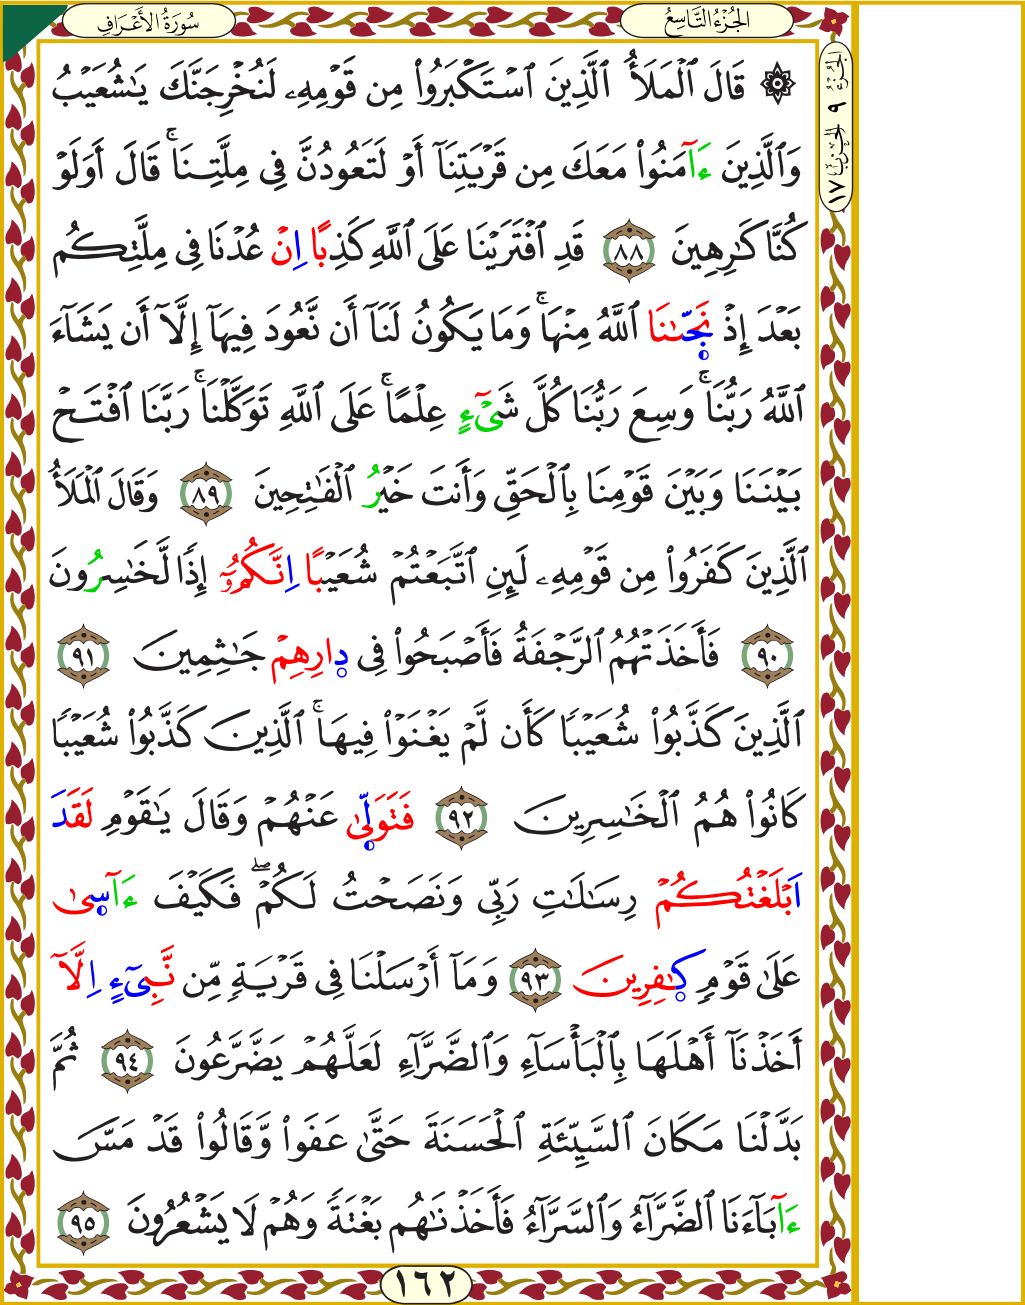 سُورَةُ الأَعْرَافِ
الجُزْءُ التَّاسِعُ
الجزء ٩ الحزب ١٧
۞ قَالَ ٱلْمَلَأُ ٱلَّذِينَ ٱسْتَكْبَرُوا۟ مِن قَوْمِهِۦ لَنُخْرِجَنَّكَ يَـٰشُعَيْبُ
وَٱلَّذِينَ ءَآمَنُوا۟ مَعَكَ مِن قَرْيَتِنَآ أَوْ لَتَعُودُنَّ فِى مِلَّتِنَا ۚ قَالَ أَوَلَوْ
كُنَّا كَـٰرِهِينَ ٨٨ قَدِ ٱفْتَرَيْنَا عَلَى ٱللَّهِ كَذِبًا اِنْ عُدْنَا فِى مِلَّتِكُم
بَعْدَ إِذْ نَجّىٰنَا ٱللَّهُ مِنْهَا ۚ وَمَا يَكُونُ لَنَآ أَن نَّعُودَ فِيهَآ إِلَّآ أَن يَشَآءَ
ٱللَّهُ رَبُّنَا ۚ وَسِعَ رَبُّنَا كُلَّ شَىْءٍ عِلْمًا ۚ عَلَى ٱللَّهِ تَوَكَّلْنَا ۚ رَبَّنَا ٱفْتَحْ
بَيْنَنَا وَبَيْنَ قَوْمِنَا بِٱلْحَقِّ وَأَنتَ خَيْرُ ٱلْفَـٰتِحِينَ ٨٩ وَقَالَ ٱلْمَلَأُ
ٱلَّذِينَ كَفَرُوا۟ مِن قَوْمِهِۦ لَئِنِ ٱتَّبَعْتُمْ شُعَيْبًا اِنَّكُمُۥٓ إِذًا لَّخَـٰسِرُونَ
٩٠ فَأَخَذَتْهُمُ ٱلرَّجْفَةُ فَأَصْبَحُوا۟ فِى دِارِهِمْ جَـٰثِمِينَ ٩١
ٱلَّذِينَ كَذَّبُوا۟ شُعَيْبًا كَأَن لَّمْ يَغْنَوْا۟ فِيهَا ۚ ٱلَّذِينَ كَذَّبُوا۟ شُعَيْبًا
كَانُوا۟ هُمُ ٱلْخَـٰسِرِينَ ٩٢ فَتَوَلّىٰ عَنْهُمْ وَقَالَ يَـٰقَوْمِ لَقَدَ
اَبْلَغْتُكُمْ رِسَـٰلَـٰتِ رَبِّى وَنَصَحْتُ لَكُمْ ۖ فَكَيْفَ ءَآسِىٰ
عَلَىٰ قَوْمٍ كِـٰفِرِينَ ٩٣ وَمَآ أَرْسَلْنَا فِى قَرْيَةٍ مِّن نَّبِىٓءٍ اِلَّآ
أَخَذْنَآ أَهْلَهَا بِٱلْبَأْسَآءِ وَٱلضَّرَّآءِ لَعَلَّهُمْ يَضَّرَّعُونَ ٩٤ ثُمَّ
بَدَّلْنَا مَكَانَ ٱلسَّيِّئَةِ ٱلْحَسَنَةَ حَتَّىٰ عَفَوا۟ وَّقَالُوا۟ قَدْ مَسَّ
ءَآبَآءَنَا ٱلضَّرَّآءُ وَٱلسَّرَّآءُ فَأَخَذْنَـٰهُم بَغْتَةً وَهُمْ لَا يَشْعُرُونَ ٩٥
١٦٢